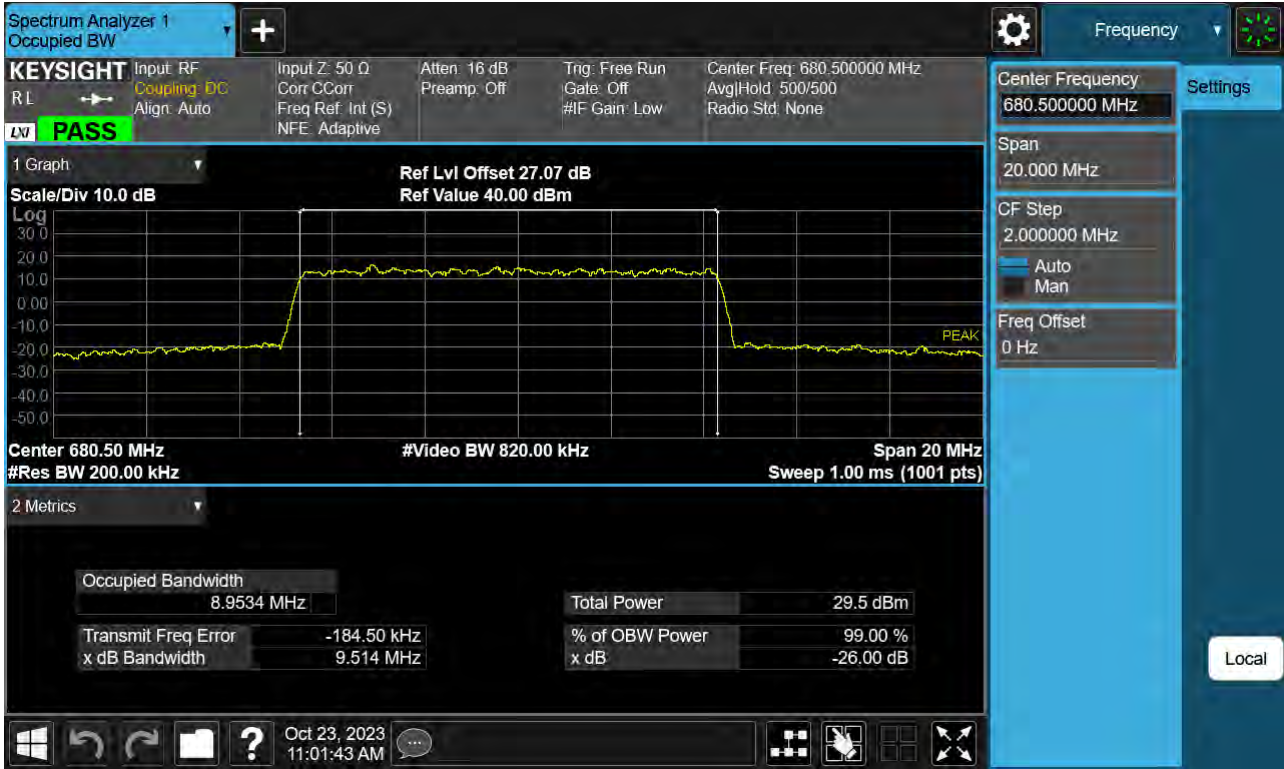 Spectrum Analyzer 1
Occupied BW
+
Frequency
KEYSIGHT
RL
LXI PASS
Input: RF
Coupling: DC
Align: Auto
Input Z: 50 Ω
Corr CCorr
Freq Ref: Int (S)
NFE: Adaptive
Atten: 16 dB
Preamp: Off
Trig: Free Run
Gate: Off
#IF Gain: Low
Center Freq: 680.500000 MHz
Avg|Hold: 500/500
Radio Std: None
1 Graph
Scale/Div 10.0 dB
Ref Lvl Offset 27.07 dB
Ref Value 40.00 dBm
Log
30.0
20.0
10.0
0.00
-10.0
-20.0
-30.0
-40.0
-50.0
PEAK
Center 680.50 MHz
#Video BW 820.00 kHz
Span 20 MHz
#Res BW 200.00 kHz
Sweep 1.00 ms (1001 pts)
2 Metrics
Occupied Bandwidth
8.9534 MHz
Total Power 29.5 dBm
Transmit Freq Error -184.50 kHz
% of OBW Power 99.00 %
x dB Bandwidth 9.514 MHz
x dB -26.00 dB
Center Frequency
680.500000 MHz
Span
20.000 MHz
CF Step
2.000000 MHz
Auto
Man
Freq Offset
0 Hz
Settings
Local
?
Oct 23, 2023
11:01:43 AM